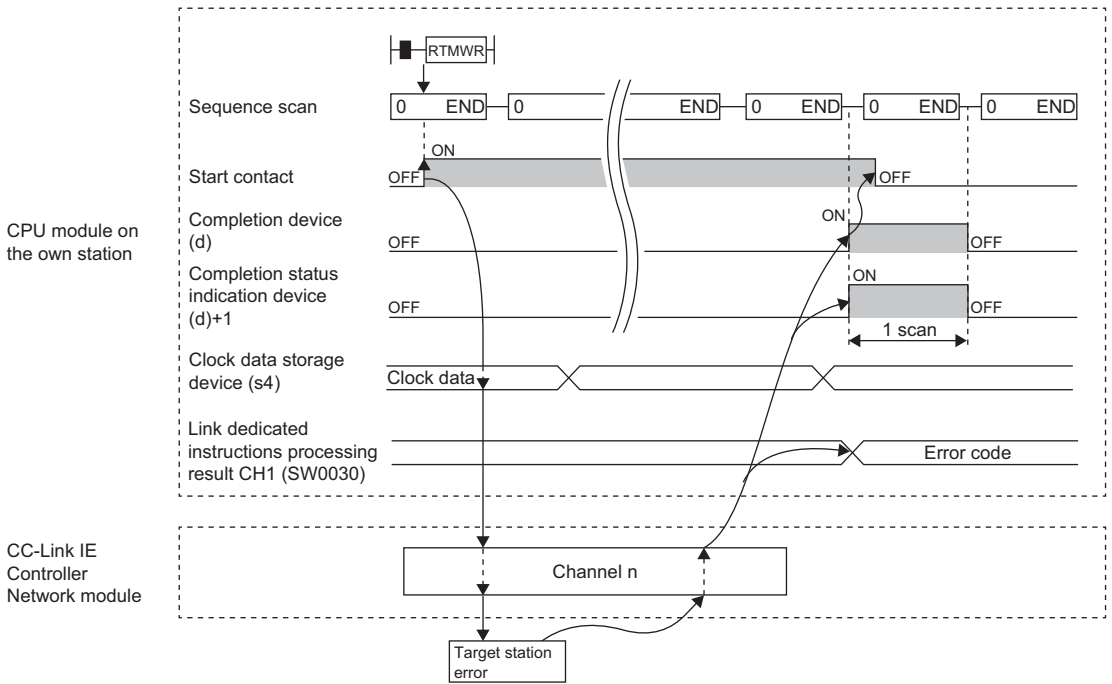 RTMWR
Sequence scan
0 END 0 END 0 END 0 END 0 END
ON
Start contact
OFF
OFF
CPU module on
the own station
Completion device
(d)
ON
OFF
OFF
Completion status
indication device
(d)+1
ON
OFF
OFF
1 scan
Clock data storage
device (s4)
Clock data
Link dedicated
instructions processing
result CH1 (SW0030)
Error code
CC-Link IE
Controller
Network module
Channel n
Target station
error